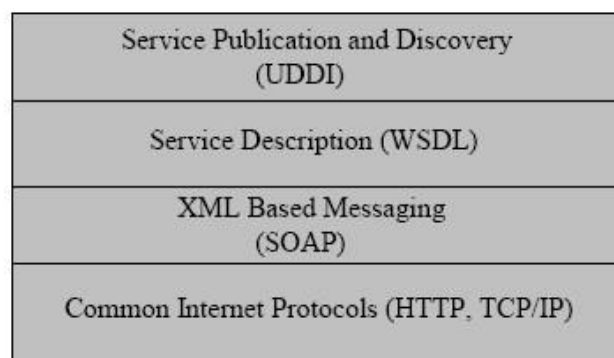 Service Publication and Discovery
(UDDI)
Service Description (WSDL)
XML Based Messaging
(SOAP)
Common Internet Protocols (HTTP, TCP/IP)